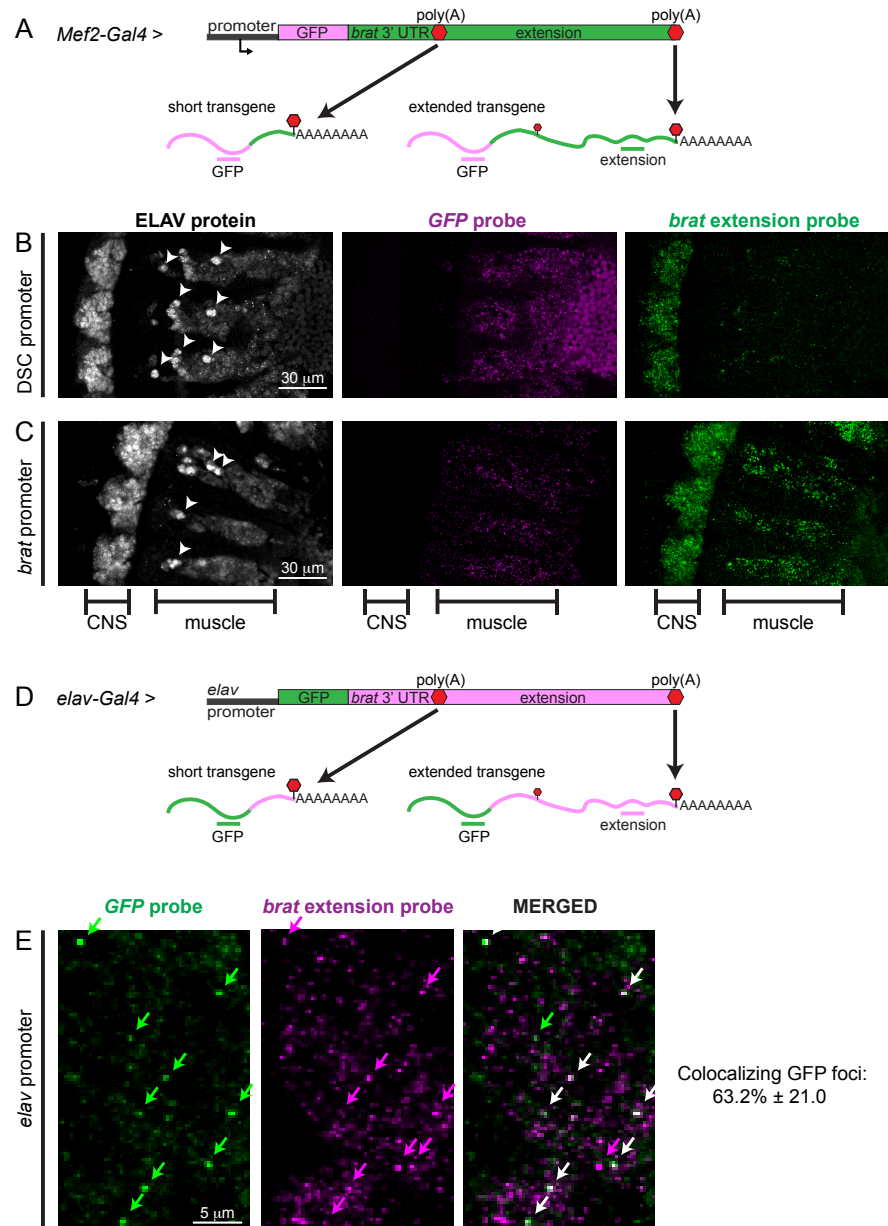 A
Mef2-Gal4 >
promoter
GFP
brat 3' UTR
poly(A)
extension
poly(A)
short transgene
AAAAAAAA
GFP
extended transgene
GFP
extension
AAAAAAAA
ELAV protein
GFP probe
brat extension probe
B
DSC promoter
30 μm
C
brat promoter
30 μm
CNS
muscle
CNS
muscle
CNS
muscle
D
elav-Gal4 >
elav
promoter
GFP
brat 3' UTR
poly(A)
extension
poly(A)
short transgene
AAAAAAAA
GFP
extended transgene
GFP
extension
AAAAAAAA
GFP probe
brat extension probe
MERGED
E
elav promoter
5 μm
Colocalizing GFP foci:
63.2% ± 21.0